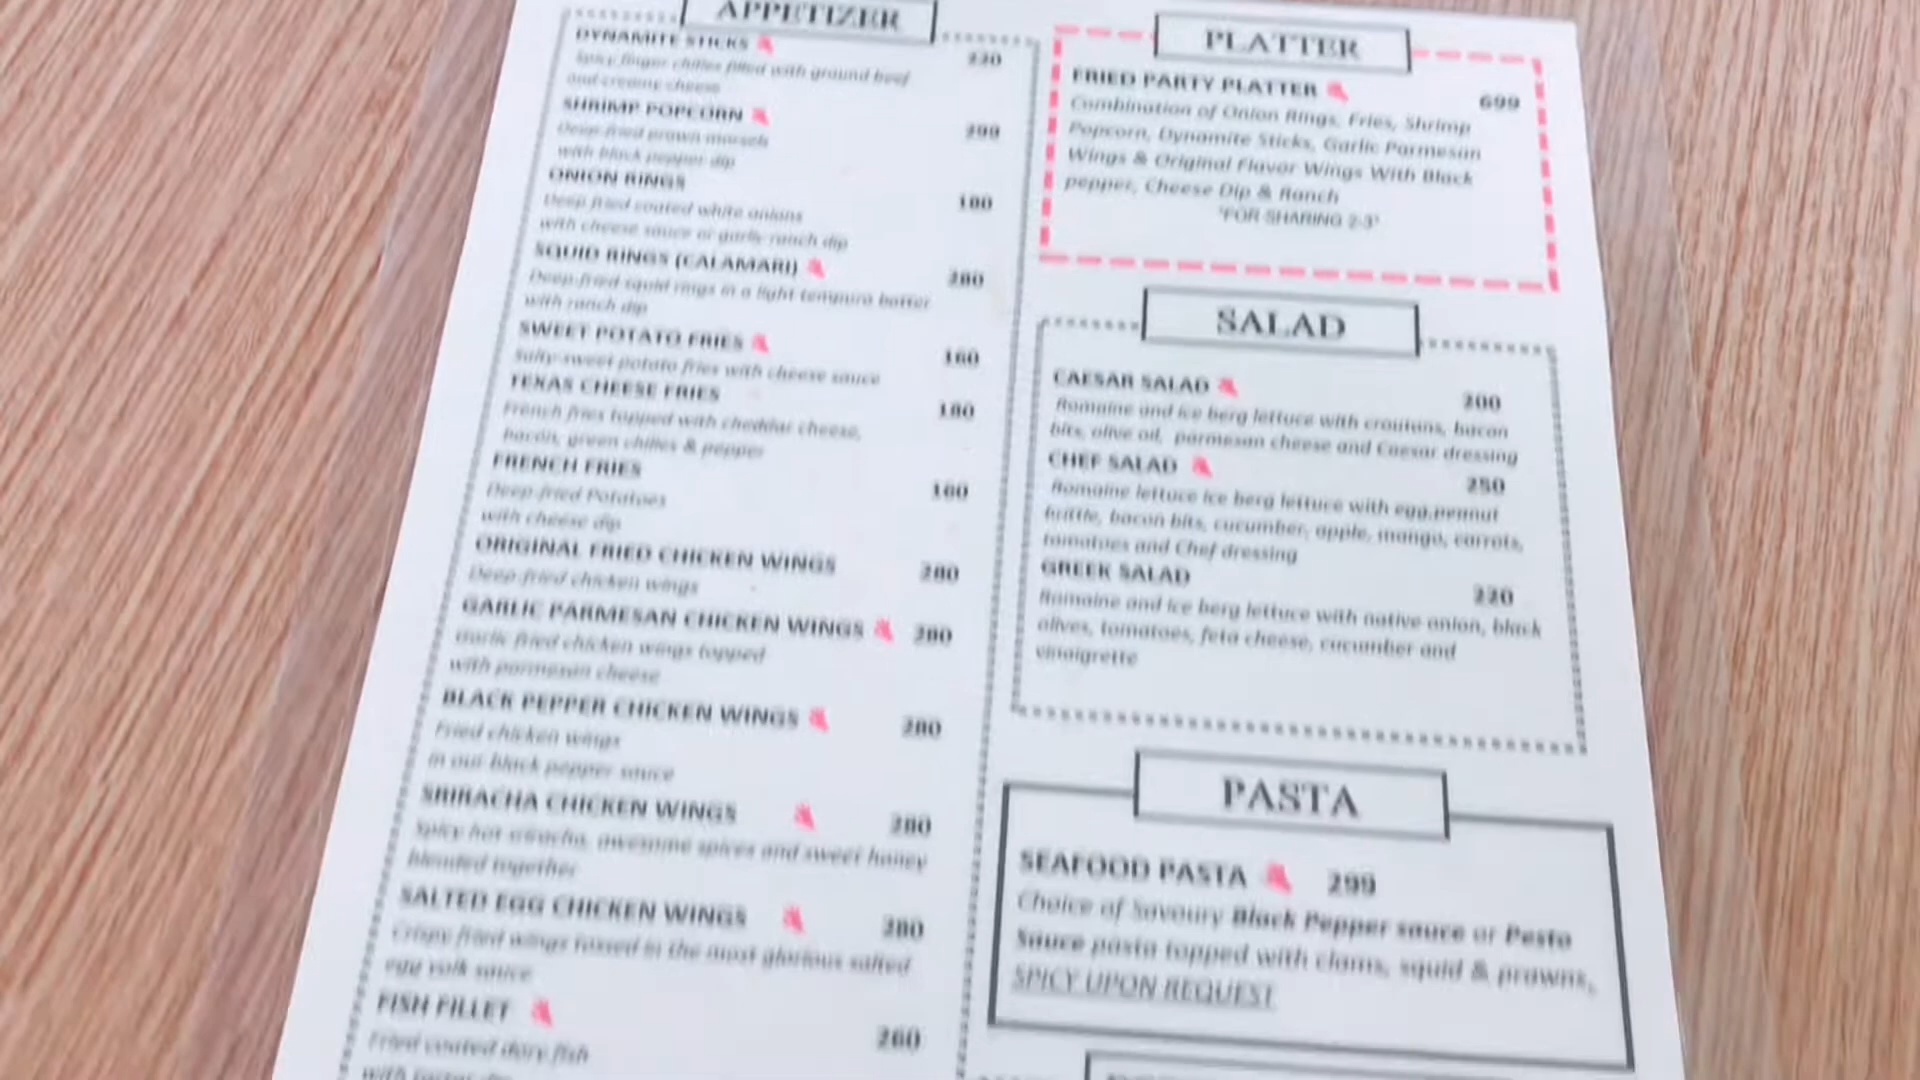 APPETIZER
DYNAMITE STICKS 220
Spicy finger chilies filled with ground beef
and creamy cheese
SHRIMP POPCORN 299
Deep-fried prawn morsels
with black pepper dip
ONION RINGS 180
Deep fried coated white onions
with cheese sauce or garlic ranch dip
SQUID RINGS (CALAMARI) 280
Deep-fried squid rings in a light tempura batter
with ranch dip
SWEET POTATO FRIES 160
Salty-sweet potato fries with cheese sauce
TEXAS CHEESE FRIES 180
French fries topped with cheddar cheese,
bacon, green chilies & pepper
FRENCH FRIES 160
Deep-fried Potatoes
with cheese dip
ORIGINAL FRIED CHICKEN WINGS 280
Deep-fried chicken wings
GARLIC PARMESAN CHICKEN WINGS 280
Garlic fried chicken wings topped
with parmesan cheese
BLACK PEPPER CHICKEN WINGS 280
Fried chicken wings
in our black pepper sauce
SRIRACHA CHICKEN WINGS 280
Spicy hot sriracha, awesome spices and sweet honey
blended together
SALTED EGG CHICKEN WINGS 280
Crispy fried wings tossed in the most glorious salted
egg yolk sauce
FISH FILLET 260
Fried coated dory fish
PLATTER
FRIED PARTY PLATTER 699
Combination of Onion Rings, Fries, Shrimp
Popcorn, Dynamite Sticks, Garlic Parmesan
Wings & Original Flavor Wings With Black
pepper, Cheese Dip & Ranch
"FOR SHARING 2-3"
SALAD
CAESAR SALAD 200
Romaine and ice berg lettuce with croutons, bacon
bits, olive oil, parmesan cheese and Caesar dressing
CHEF SALAD 250
Romaine lettuce ice berg lettuce with egg,peanut
brittle, bacon bits, cucumber, apple, mango, carrots,
tomatoes and Chef dressing
GREEK SALAD 220
Romaine and ice berg lettuce with native onion, black
olives, tomatoes, feta cheese, cucumber and
vinaigrette
PASTA
SEAFOOD PASTA 299
Choice of Savoury Black Pepper sauce or Pesto
Sauce pasta topped with clams, squid & prawns,
SPICY UPON REQUEST